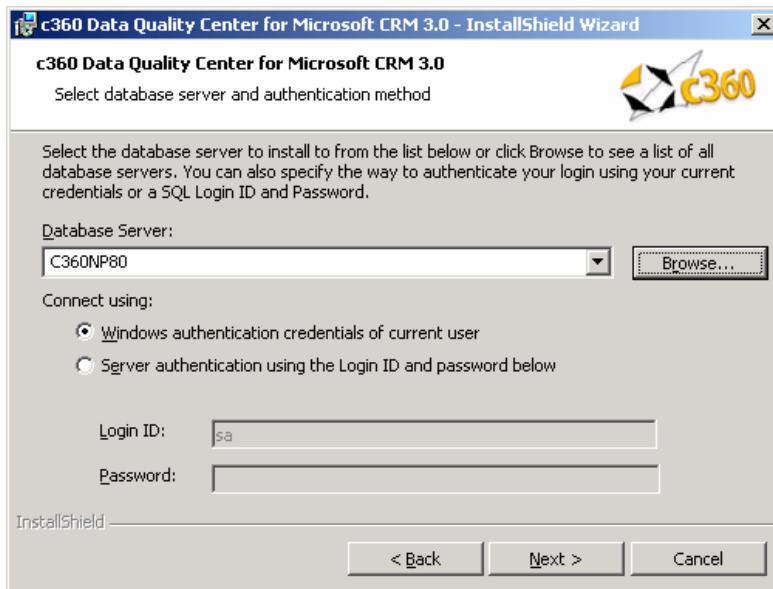 c360 Data Quality Center for Microsoft CRM 3.0 - InstallShield Wizard
c360 Data Quality Center for Microsoft CRM 3.0
Select database server and authentication method
c360
Select the database server to install to from the list below or click Browse to see a list of all
database servers. You can also specify the way to authenticate your login using your current
credentials or a SQL Login ID and Password.
Database Server:
C360NP80
Browse...
Connect using:
Windows authentication credentials of current user
Server authentication using the Login ID and password below
Login ID:
sa
Password:
InstallShield
< Back
Next >
Cancel